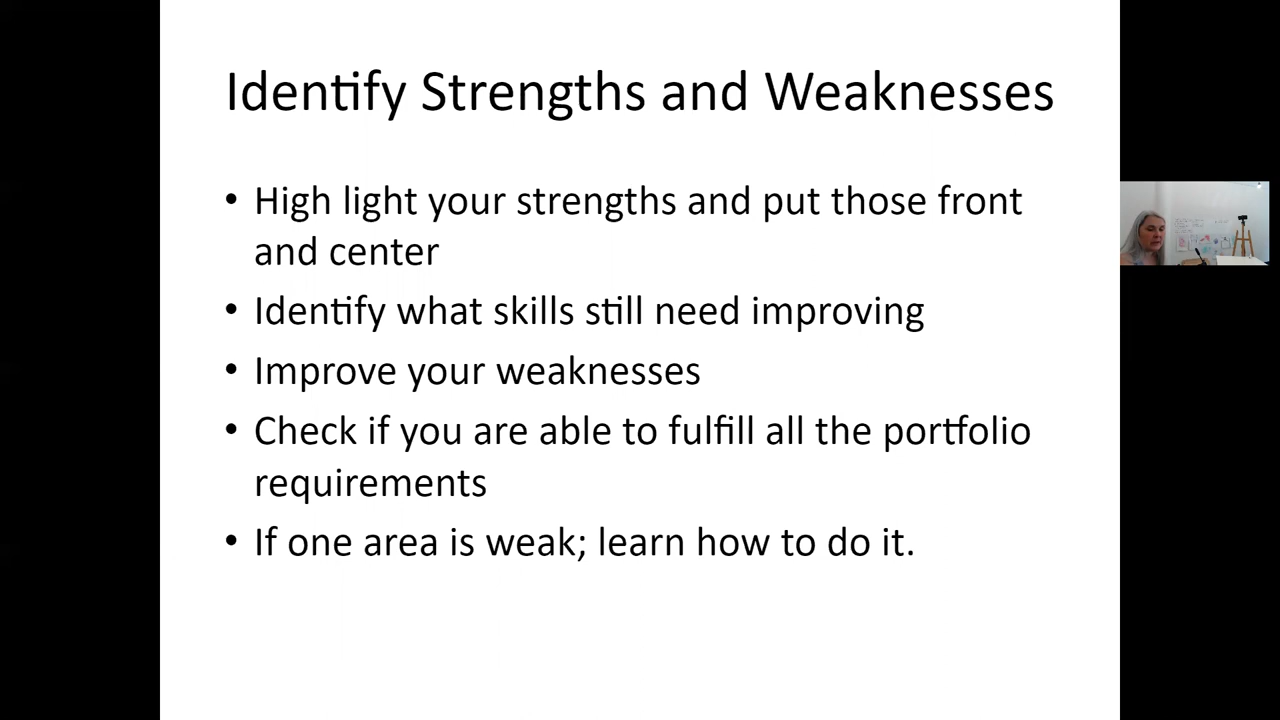 Identify Strengths and Weaknesses
• High light your strengths and put those front
and center
• Identify what skills still need improving
• Improve your weaknesses
• Check if you are able to fulfill all the portfolio
requirements
• If one area is weak; learn how to do it.